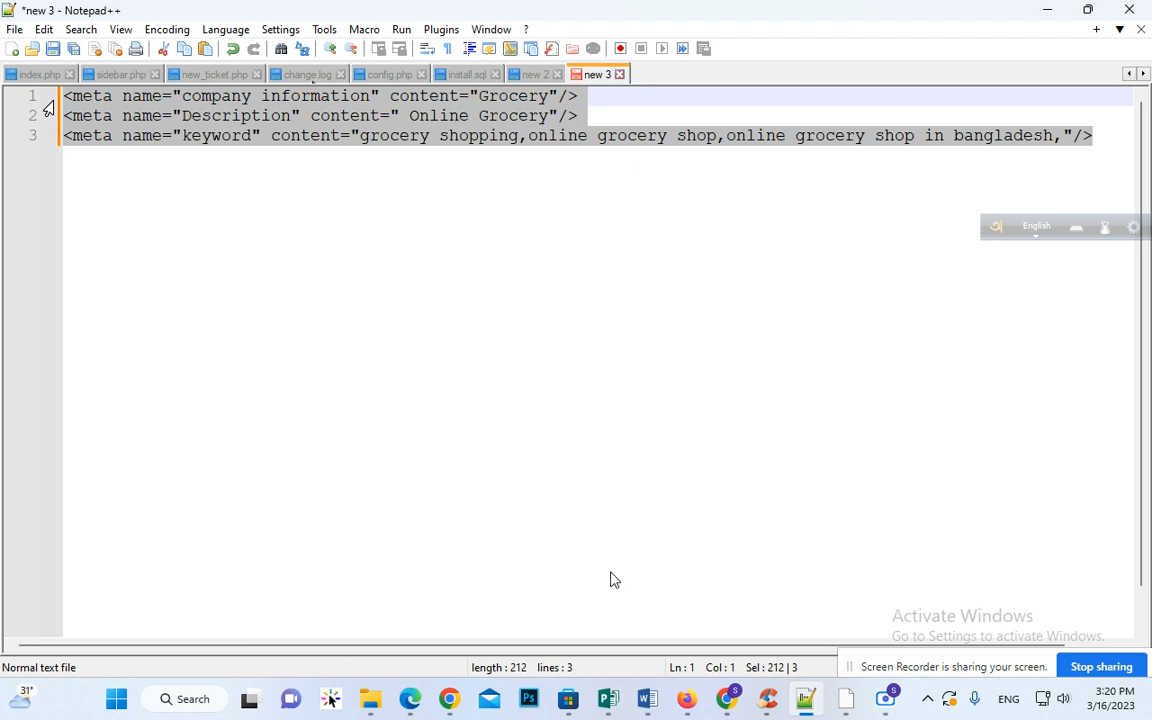 *new 3 - Notepad++
File Edit Search View Encoding Language Settings Tools Macro Run Plugins Window ?
index.php sidebar.php new_ticket.php change.log config.php install.sql new 2 new 3
1 <meta name="company information" content="Grocery"/>
2 <meta name="Description" content=" Online Grocery"/>
3 <meta name="keyword" content="grocery shopping,online grocery shop,online grocery shop in bangladesh,"/>
English
Activate Windows
Go to Settings to activate Windows.
Normal text file length : 212 lines : 3 Ln : 1 Col : 1 Sel : 212 | 3
Screen Recorder is sharing your screen. Stop sharing
31° Search ENG 3:20 PM
3/16/2023